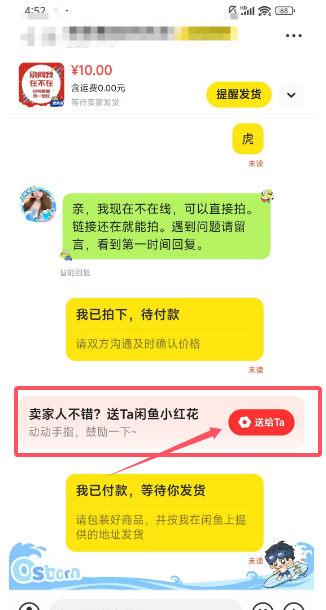 4:52
68
¥10.00
含运费0.00元
等待卖家发货
提醒发货
虎
未读
亲，我现在不在线，可以直接拍。
链接还在就能拍。遇到问题请留
言，看到第一时间回复。
智能回复
我已拍下，待付款
请双方沟通及时确认价格
未读
卖家人不错？送Ta闲鱼小红花
动动手指，鼓励一下~
送给Ta
我已付款，等待你发货
请包装好商品，并按我在闲鱼上提
供的地址发货
未读
Osborn